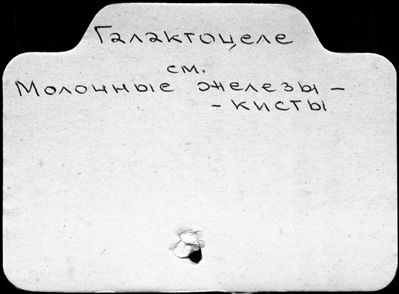 Галактоцеле
см.
Молочные железы -
- кисты